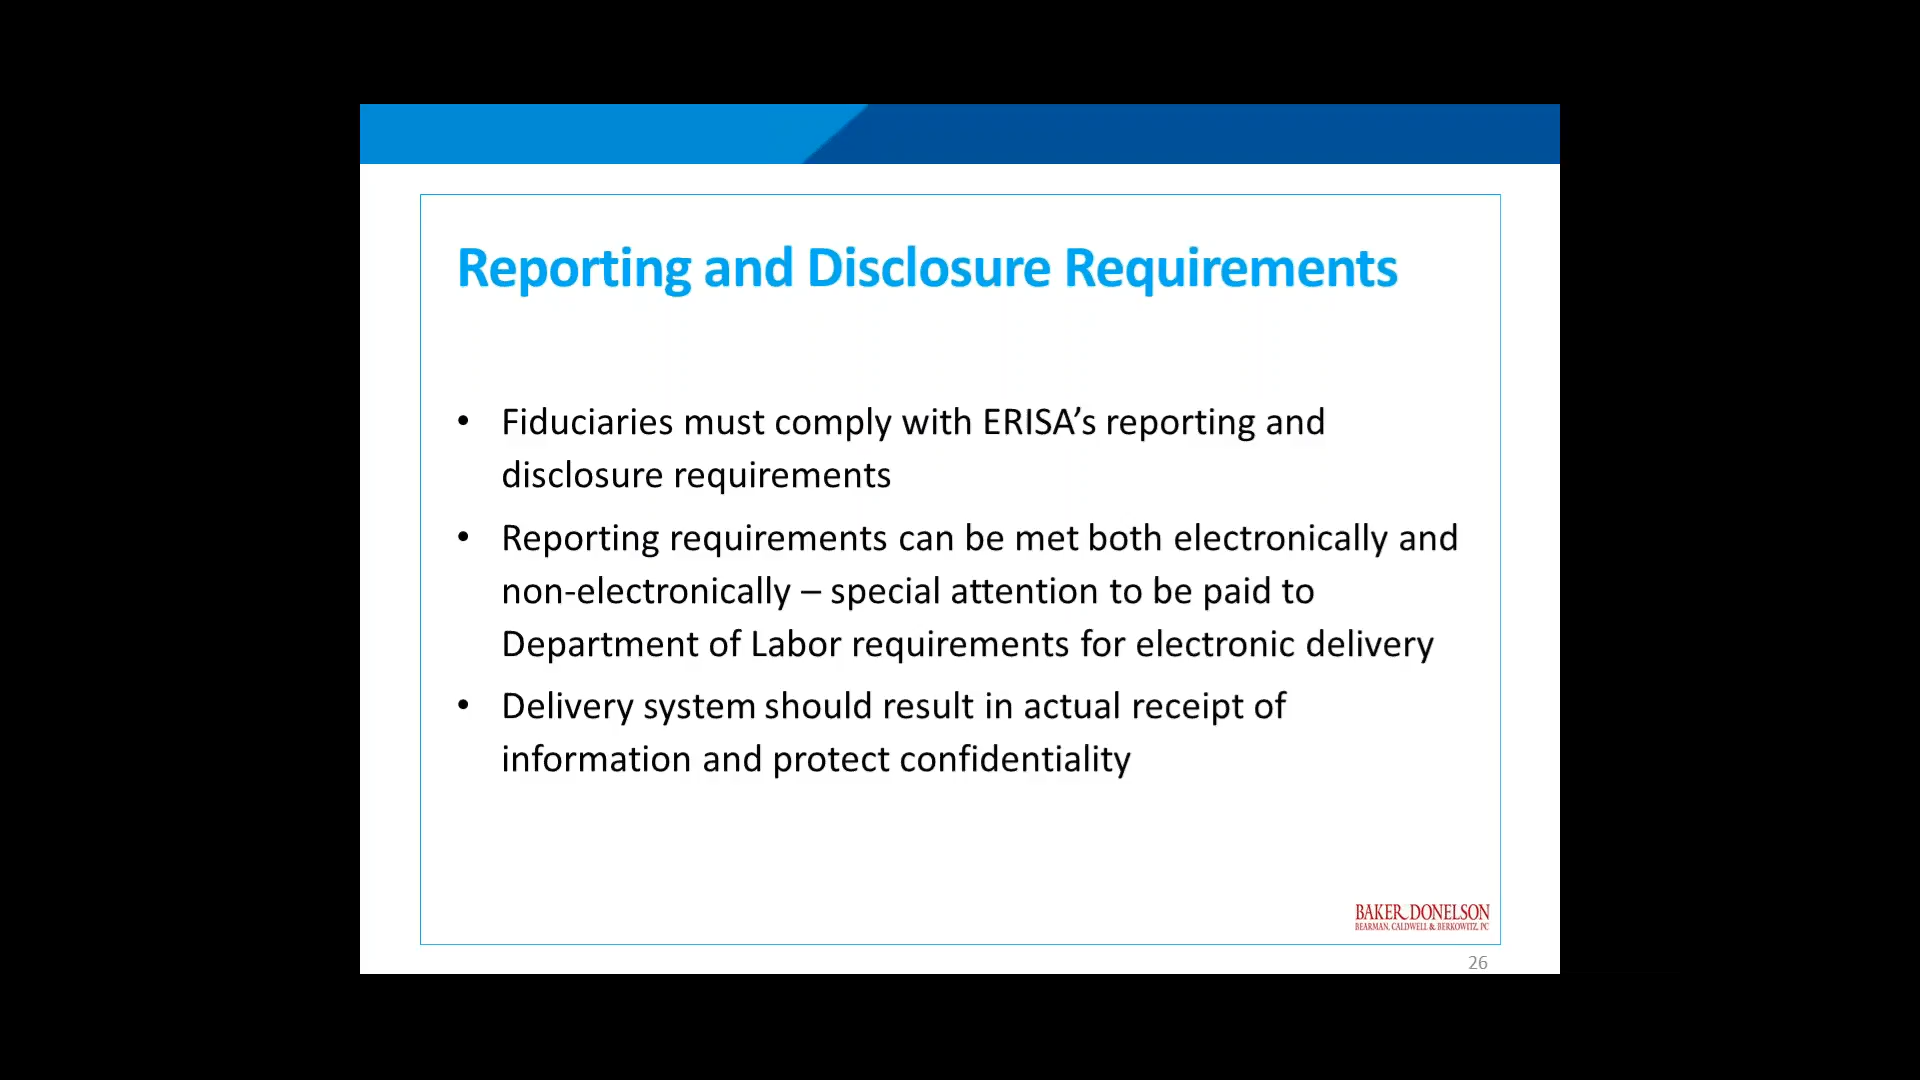 Reporting and Disclosure Requirements
• Fiduciaries must comply with ERISA’s reporting and
disclosure requirements
• Reporting requirements can be met both electronically and
non-electronically – special attention to be paid to
Department of Labor requirements for electronic delivery
• Delivery system should result in actual receipt of
information and protect confidentiality
BAKER DONELSON
BEARMAN, CALDWELL & BERKOWITZ, PC
26